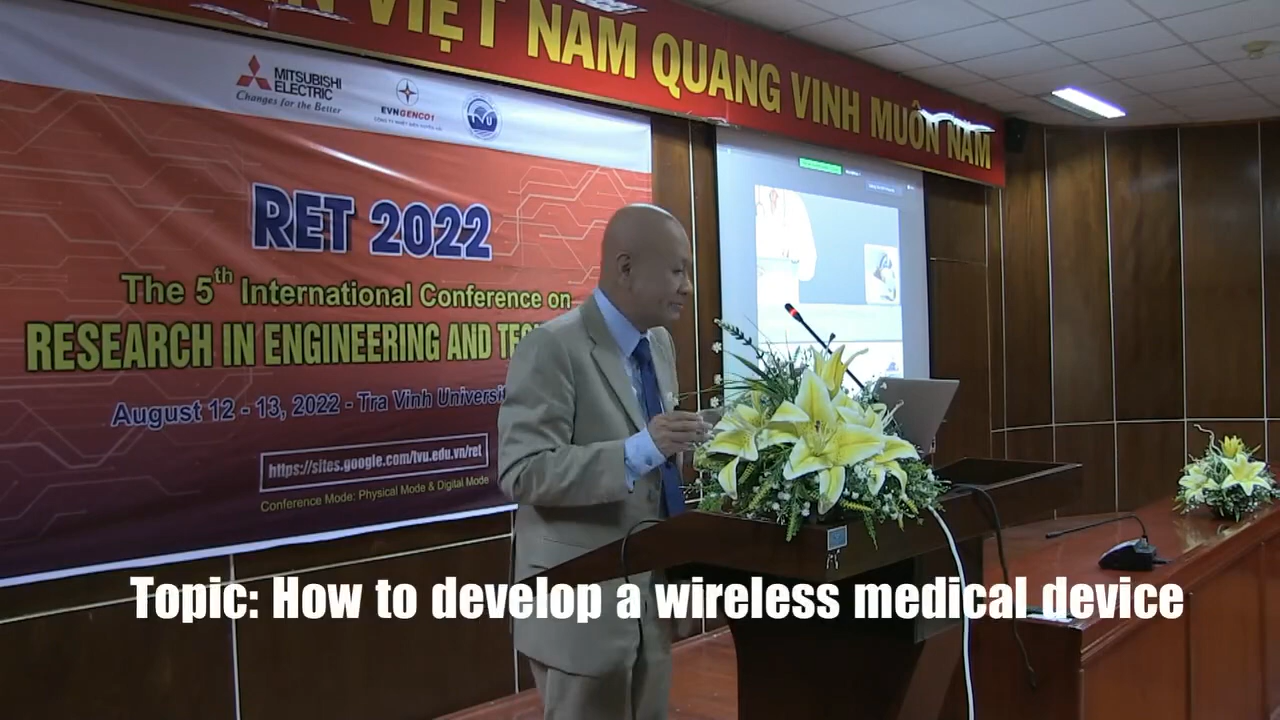 VIỆT NAM QUANG VINH MUÔN NĂM
MITSUBISHI
ELECTRIC
Changes for the Better
EVNGENCO1
TVU
RET 2022
The 5th International Conference on
RESEARCH IN ENGINEERING AND
August 12 - 13, 2022 - Tra Vinh
https://sites.google.com/tvu.edu.vn/ret
Conference Mode: Physical Mode & Digital Mode
Topic: How to develop a wireless medical device